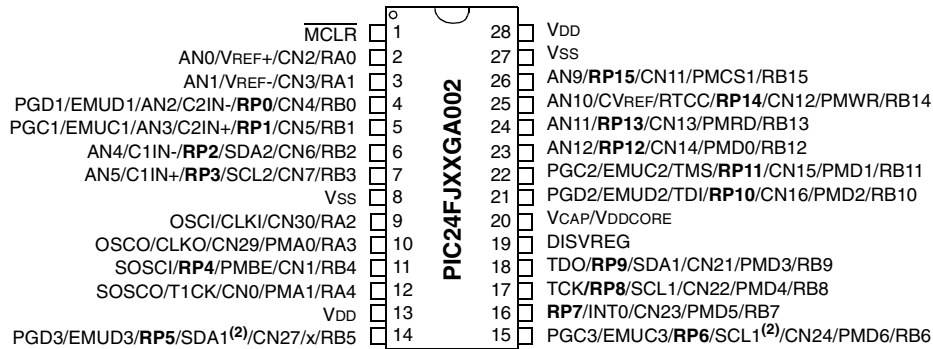 MCLR 1 28 VDD
AN0/VREF+/CN2/RA0 2 27 VSS
AN1/VREF-/CN3/RA1 3 26 AN9/RP15/CN11/PMCS1/RB15
PGD1/EMUD1/AN2/C2IN-/RP0/CN4/RB0 4 25 AN10/CVREF/RTCC/RP14/CN12/PMWR/RB14
PGC1/EMUC1/AN3/C2IN+/RP1/CN5/RB1 5 24 AN11/RP13/CN13/PMRD/RB13
AN4/C1IN-/RP2/SDA2/CN6/RB2 6 23 AN12/RP12/CN14/PMD0/RB12
AN5/C1IN+/RP3/SCL2/CN7/RB3 7 22 PGC2/EMUC2/TMS/RP11/CN15/PMD1/RB11
VSS 8 21 PGD2/EMUD2/TDI/RP10/CN16/PMD2/RB10
OSCI/CLKI/CN30/RA2 9 20 VCAP/VDDCORE
OSCO/CLKO/CN29/PMA0/RA3 10 19 DISVREG
SOSCI/RP4/PMBE/CN1/RB4 11 18 TDO/RP9/SDA1/CN21/PMD3/RB9
SOSCO/T1CK/CN0/PMA1/RA4 12 17 TCK/RP8/SCL1/CN22/PMD4/RB8
VDD 13 16 RP7/INT0/CN23/PMD5/RB7
PGD3/EMUD3/RP5/SDA1(2)/CN27/x/RB5 14 15 PGC3/EMUC3/RP6/SCL1(2)/CN24/PMD6/RB6
PIC24FJXXGA002